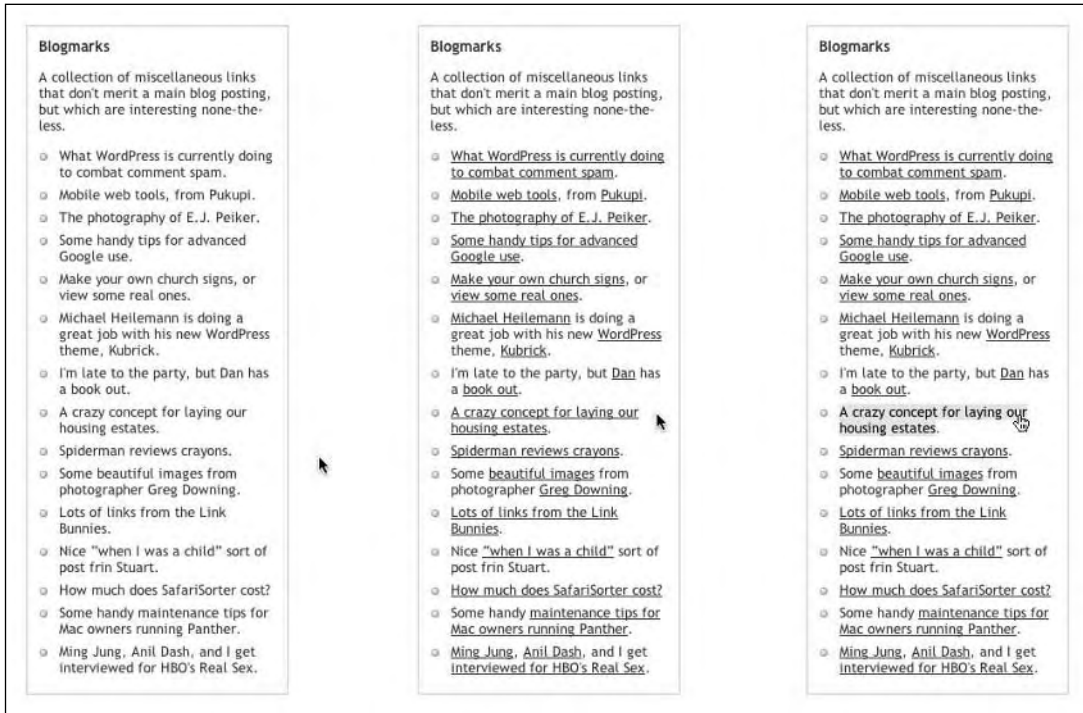 Blogmarks
A collection of miscellaneous links
that don't merit a main blog posting,
but which are interesting none-the-
less.
What WordPress is currently doing
to combat comment spam.
Mobile web tools, from Pukupi.
The photography of E.J. Peiker.
Some handy tips for advanced
Google use.
Make your own church signs, or
view some real ones.
Michael Heilemann is doing a
great job with his new WordPress
theme, Kubrick.
I'm late to the party, but Dan has
a book out.
A crazy concept for laying our
housing estates.
Spiderman reviews crayons.
Some beautiful images from
photographer Greg Downing.
Lots of links from the Link
Bunnies.
Nice "when I was a child" sort of
post frin Stuart.
How much does SafariSorter cost?
Some handy maintenance tips for
Mac owners running Panther.
Ming Jung, Anil Dash, and I get
interviewed for HBO's Real Sex.
Blogmarks
A collection of miscellaneous links
that don't merit a main blog posting,
but which are interesting none-the-
less.
What WordPress is currently doing
to combat comment spam.
Mobile web tools, from Pukupi.
The photography of E.J. Peiker.
Some handy tips for advanced
Google use.
Make your own church signs, or
view some real ones.
Michael Heilemann is doing a
great job with his new WordPress
theme, Kubrick.
I'm late to the party, but Dan has
a book out.
A crazy concept for laying our
housing estates.
Spiderman reviews crayons.
Some beautiful images from
photographer Greg Downing.
Lots of links from the Link
Bunnies.
Nice "when I was a child" sort of
post frin Stuart.
How much does SafariSorter cost?
Some handy maintenance tips for
Mac owners running Panther.
Ming Jung, Anil Dash, and I get
interviewed for HBO's Real Sex.
Blogmarks
A collection of miscellaneous links
that don't merit a main blog posting,
but which are interesting none-the-
less.
What WordPress is currently doing
to combat comment spam.
Mobile web tools, from Pukupi.
The photography of E.J. Peiker.
Some handy tips for advanced
Google use.
Make your own church signs, or
view some real ones.
Michael Heilemann is doing a
great job with his new WordPress
theme, Kubrick.
I'm late to the party, but Dan has
a book out.
A crazy concept for laying our
housing estates.
Spiderman reviews crayons.
Some beautiful images from
photographer Greg Downing.
Lots of links from the Link
Bunnies.
Nice "when I was a child" sort of
post frin Stuart.
How much does SafariSorter cost?
Some handy maintenance tips for
Mac owners running Panther.
Ming Jung, Anil Dash, and I get
interviewed for HBO's Real Sex.